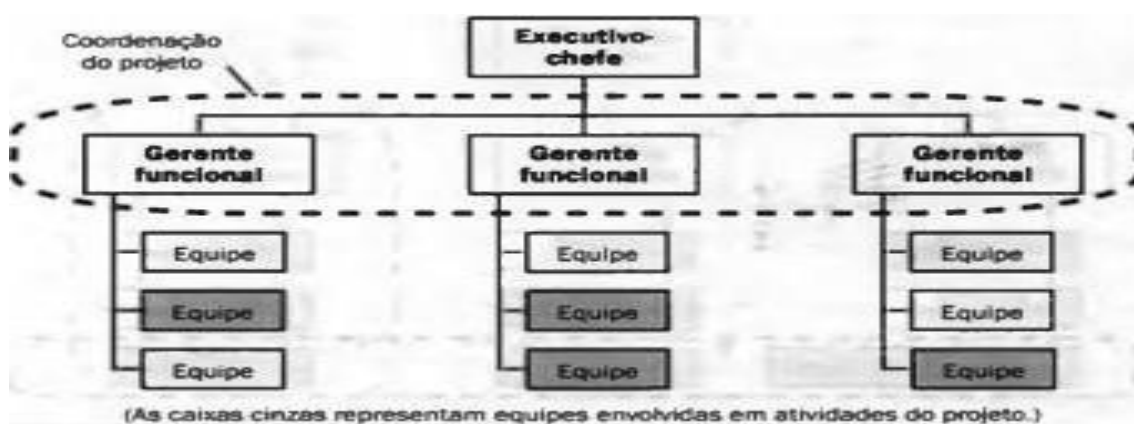 Coordenação
do projeto
Executivo-
chefe
Gerente
funcional
Gerente
funcional
Gerente
funcional
Equipe
Equipe
Equipe
Equipe
Equipe
Equipe
Equipe
Equipe
Equipe
(As caixas cinzas representam equipes envolvidas em atividades do projeto.)